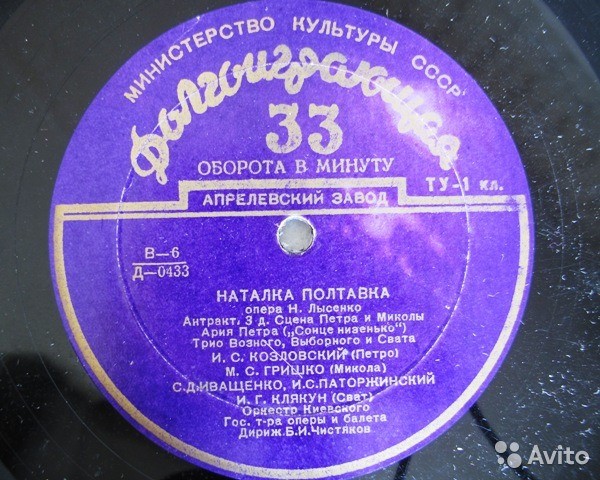 МИНИСТЕРСТВО КУЛЬТУРЫ СССР
Долгоиграющая
33
ОБОРОТА В МИНУТУ
ТУ-1 кл.
АПРЕЛЕВСКИЙ ЗАВОД
В—6
Д—0433
НАТАЛКА ПОЛТАВКА
опера Н. Лысенко
Антракт, 3 д. Сцена Петра и Миколы
Ария Петра („Сонце низенько")
Трио Возного, Выборного и Свата
И. С. КОЗЛОВСКИЙ (Петро)
М. С. ГРИШКО (Микола)
С.Д.ИВАЩЕНКО, И.С.ПАТОРЖИНСКИЙ
И. Г. КЛЯКУН (Сват)
Оркестр Киевского
Гос. т-ра оперы и балета
Дириж.Б.И.Чистяков
Avito